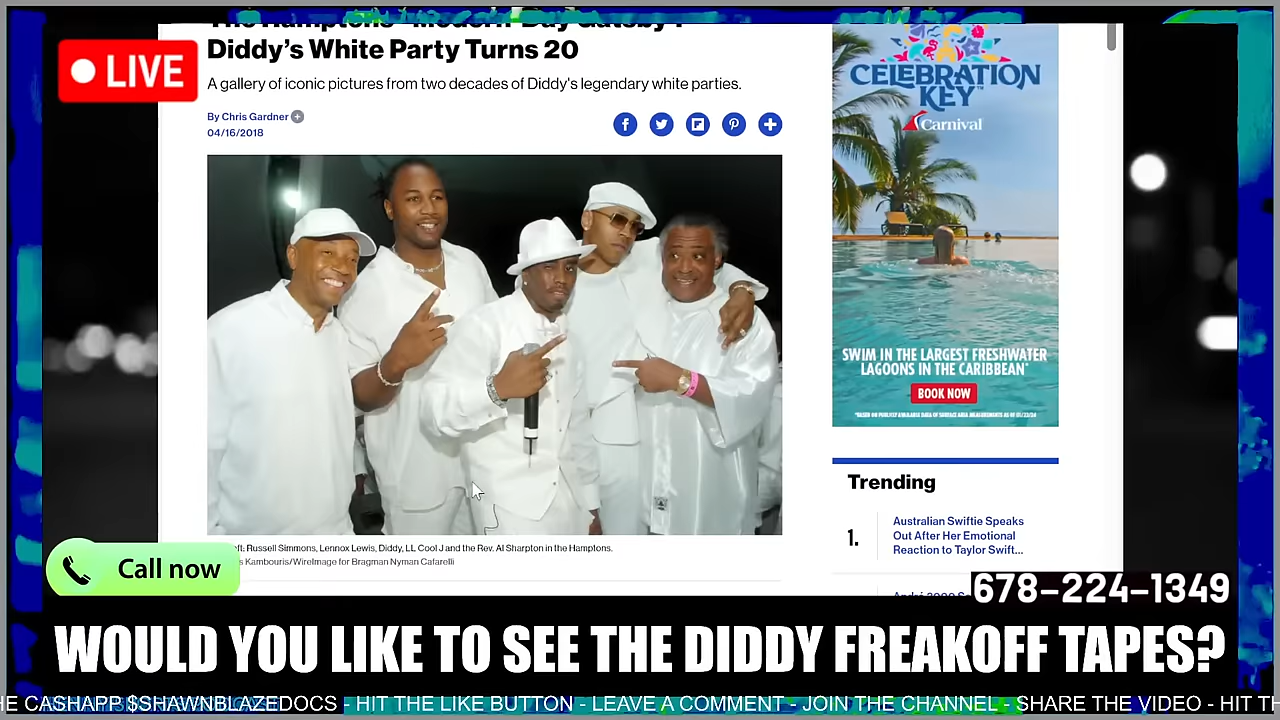 LIVE
Diddy's White Party Turns 20
A gallery of iconic pictures from two decades of Diddy's legendary white parties.
By Chris Gardner
04/16/2018
CELEBRATION
KEY
Carnival
SWIM IN THE LARGEST FRESHWATER
LAGOONS IN THE CARIBBEAN*
BOOK NOW
Trending
1.
Australian Swiftie Speaks
Out After Her Emotional
Reaction to Taylor Swift...
Russell Simmons, Lennox Lewis, Diddy, LL Cool J and the Rev. Al Sharpton in the Hamptons.
Kambouris/WireImage for Bragman Nyman Cafarelli
Call now
678-224-1349
WOULD YOU LIKE TO SEE THE DIDDY FREAKOFF TAPES?
HE CASHAPP $SHAWNBLAZEDOCS - HIT THE LIKE BUTTON - LEAVE A COMMENT - JOIN THE CHANNEL - SHARE THE VIDEO - HIT TH